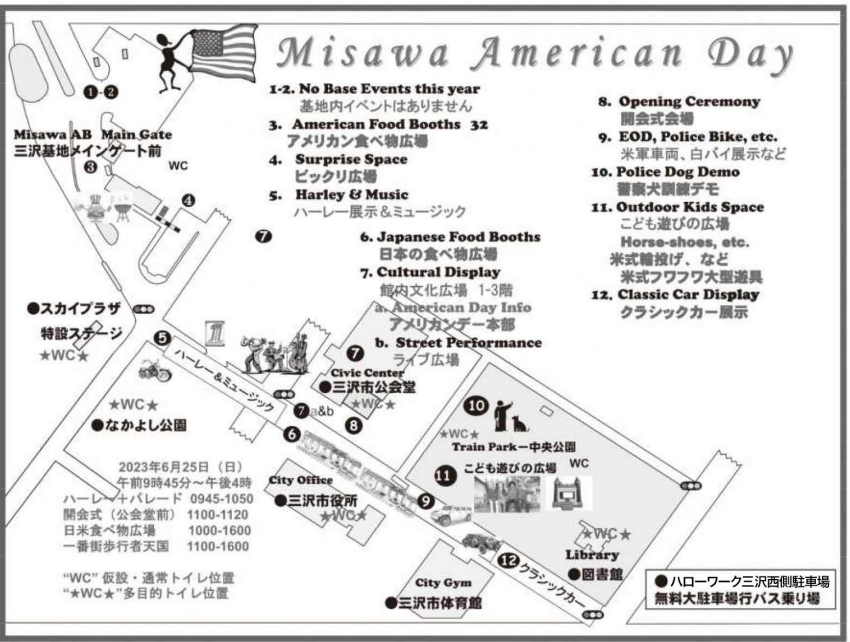 Misawa American Day
1-2. No Base Events this year
基地内イベントはありません
3. American Food Booths 32
アメリカン食べ物広場
4. Surprise Space
ビックリ広場
5. Harley & Music
ハーレー展示＆ミュージック
6. Japanese Food Booths
日本の食べ物広場
7. Cultural Display
館内文化広場 1-3階
a. American Day Info
アメリカンデー本部
b. Street Performance
ライブ広場
8. Opening Ceremony
開会式会場
9. EOD, Police Bike, etc.
米軍車両、白バイ展示など
10. Police Dog Demo
警察犬訓練デモ
11. Outdoor Kids Space
こども遊びの広場
Horse-shoes, etc.
米式輪投げ、など
米式フワフワ大型遊具
12. Classic Car Display
クラシックカー展示
1-2
Misawa AB Main Gate
三沢基地メインゲート前
3
WC
4
7
●スカイプラザ
特設ステージ
★WC★
5
1
ハーレー＆ミュージック
★WC★
●なかよし公園
7
Civic Center
●三沢市公会堂
★WC★
7a&b
8
6
10
★WC★
Train Parkー中央公園
11
こども遊びの広場
WC
City Office
●三沢市役所
★WC★
9
★WC★
Library
●図書館
12
クラシックカー
City Gym
●三沢市体育館
2023年6月25日（日）
午前9時45分〜午後4時
ハーレー＋パレード 0945-1050
開会式（公会堂前） 1100-1120
日米食べ物広場 1000-1600
一番街歩行者天国 1100-1600
“WC” 仮設・通常トイレ位置
“★WC★”多目的トイレ位置
●ハローワーク三沢西側駐車場
無料大駐車場行バス乗り場